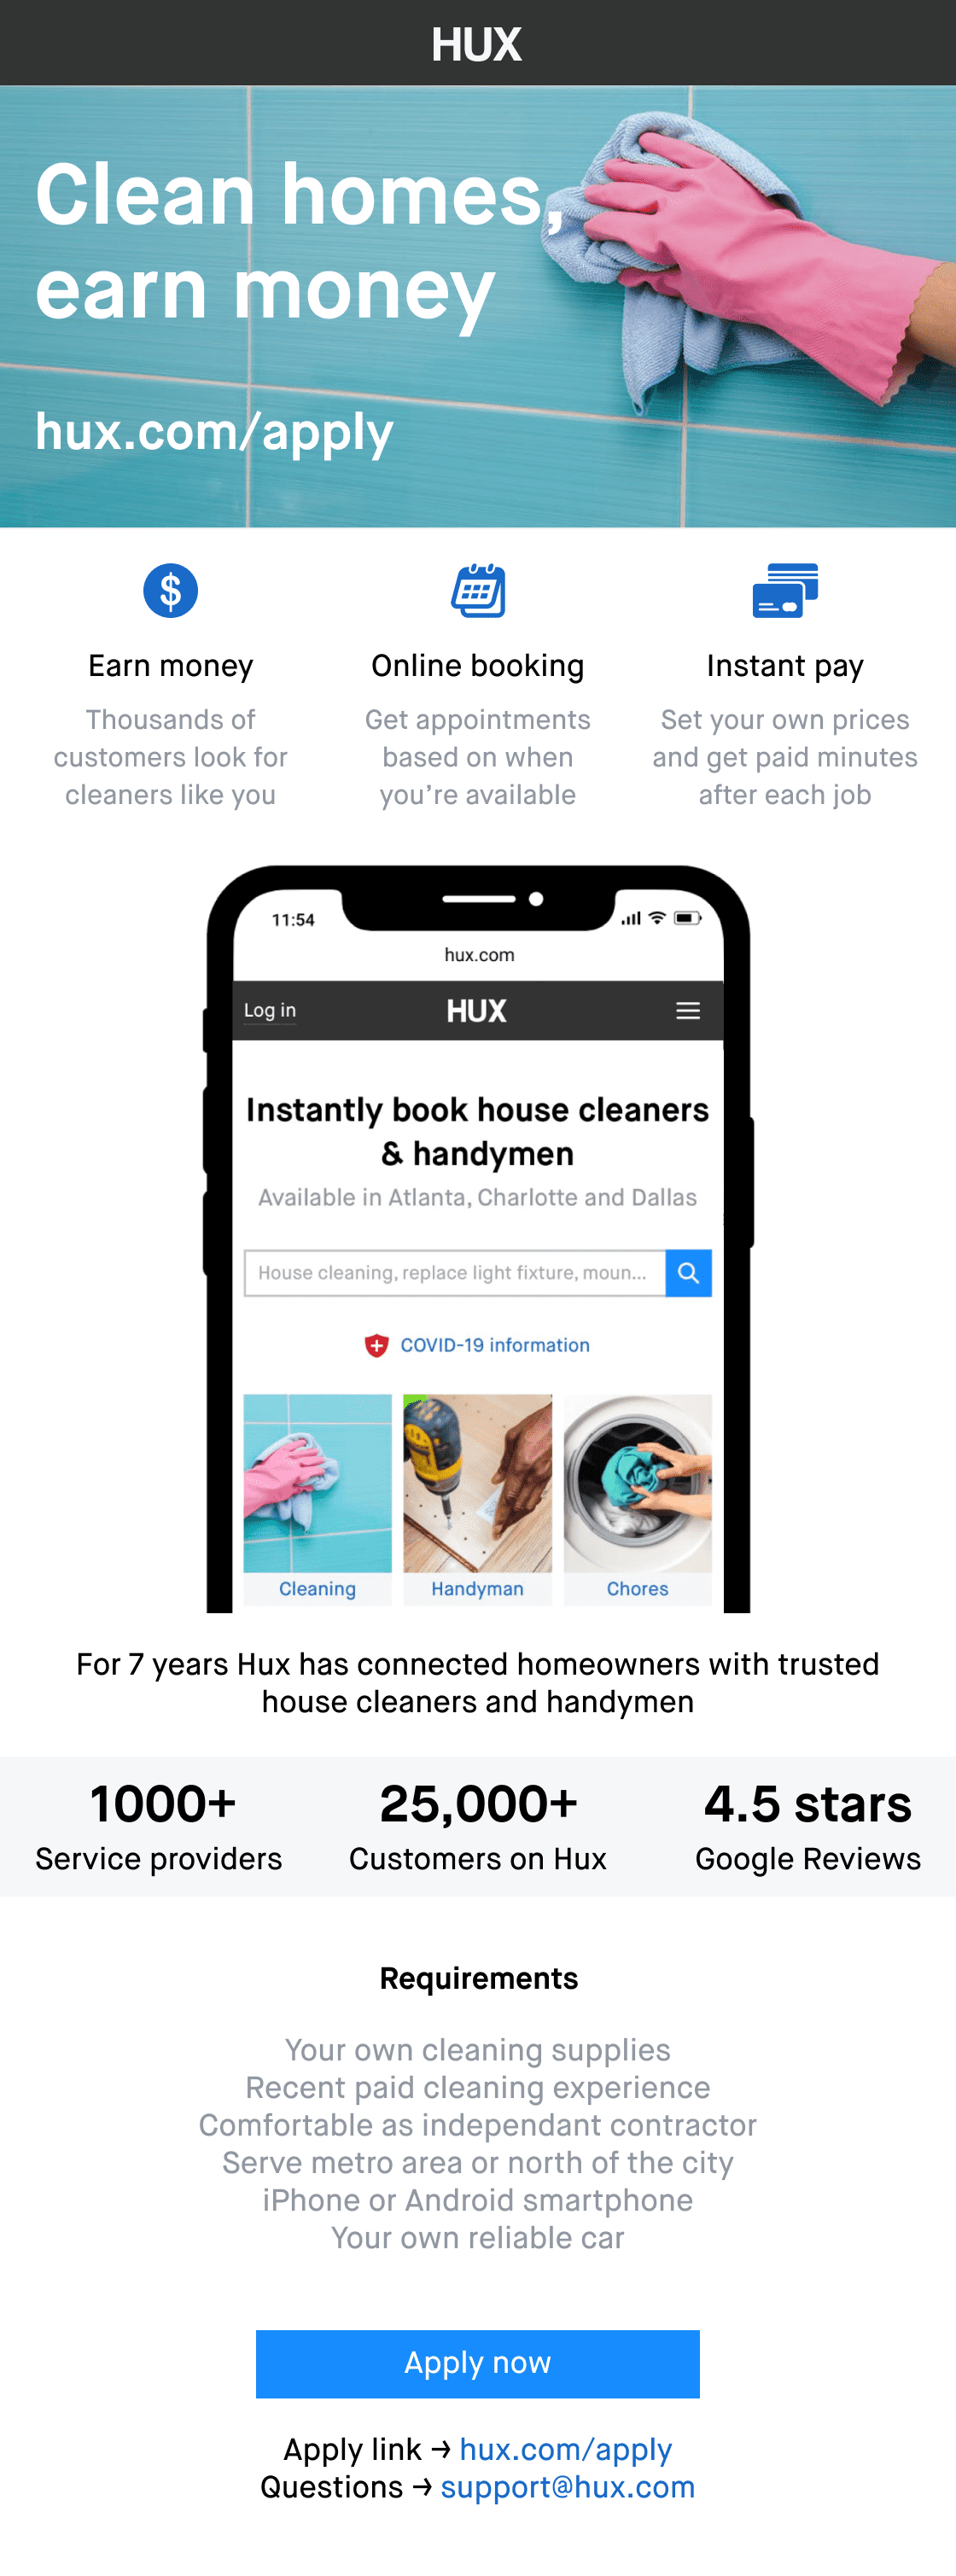 HUX
Clean homes,
earn money
hux.com/apply
Earn money
Thousands of
customers look for
cleaners like you
Online booking
Get appointments
based on when
you're available
Instant pay
Set your own prices
and get paid minutes
after each job
11:54
hux.com
Log in
HUX
Instantly book house cleaners
& handymen
Available in Atlanta, Charlotte and Dallas
House cleaning, replace light fixture, moun...
COVID-19 information
Cleaning
Handyman
Chores
For 7 years Hux has connected homeowners with trusted
house cleaners and handymen
1000+
Service providers
25,000+
Customers on Hux
4.5 stars
Google Reviews
Requirements
Your own cleaning supplies
Recent paid cleaning experience
Comfortable as independant contractor
Serve metro area or north of the city
iPhone or Android smartphone
Your own reliable car
Apply now
Apply link → hux.com/apply
Questions → support@hux.com